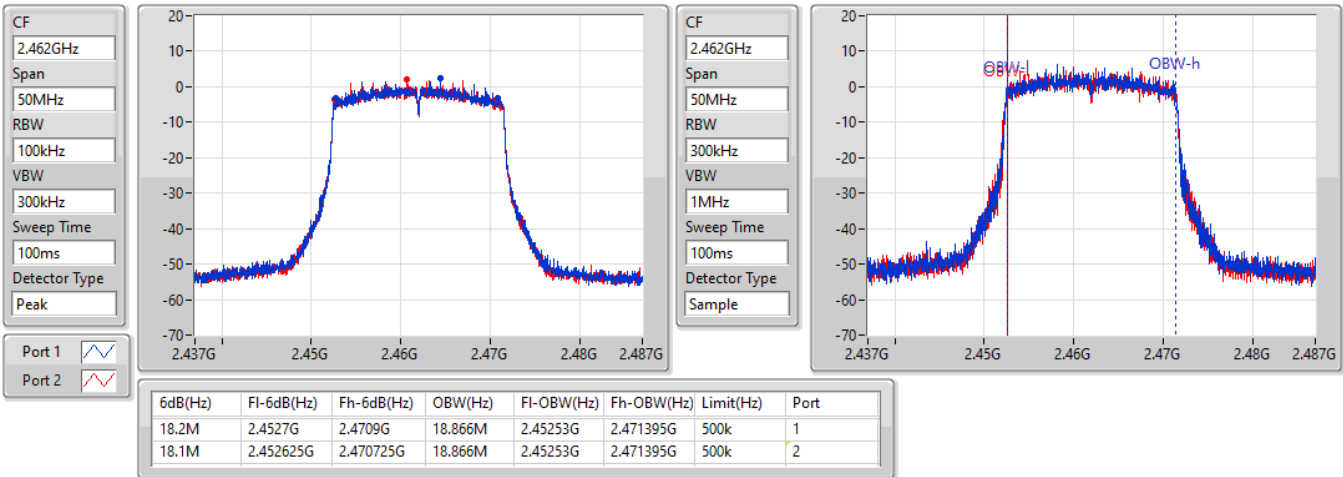 CF
2.462GHz
Span
50MHz
RBW
100kHz
VBW
300kHz
Sweep Time
100ms
Detector Type
Peak
Port 1
Port 2
20
10
0
-10
-20
-30
-40
-50
-60
-70
2.437G 2.45G 2.46G 2.47G 2.48G 2.487G
CF
2.462GHz
Span
50MHz
RBW
300kHz
VBW
1MHz
Sweep Time
100ms
Detector Type
Sample
20
10
0
-10
-20
-30
-40
-50
-60
-70
OBW-l OBW-h
2.437G 2.45G 2.46G 2.47G 2.48G 2.487G
6dB(Hz) Fl-6dB(Hz) Fh-6dB(Hz) OBW(Hz) Fl-OBW(Hz) Fh-OBW(Hz) Limit(Hz) Port
18.2M 2.4527G 2.4709G 18.866M 2.45253G 2.471395G 500k 1
18.1M 2.452625G 2.470725G 18.866M 2.45253G 2.471395G 500k 2